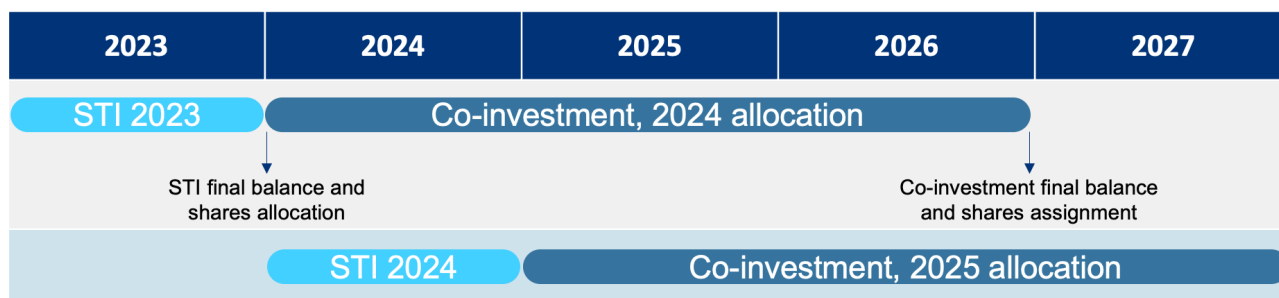 2023 2024 2025 2026 2027
STI 2023 Co-investment, 2024 allocation
STI final balance and
shares allocation
Co-investment final balance
and shares assignment
STI 2024 Co-investment, 2025 allocation